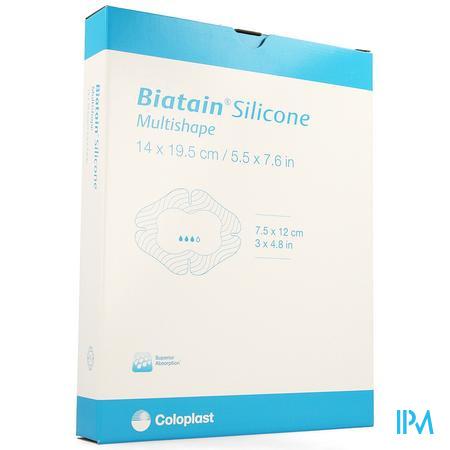 Biatain® Silicone
Multishape
14 x 19.5 cm / 5.5 x 7.6 in
7.5 x 12 cm
3 x 4.8 in
Superior
Absorption
Coloplast
Biatain® Silicone
Multishape
IPM